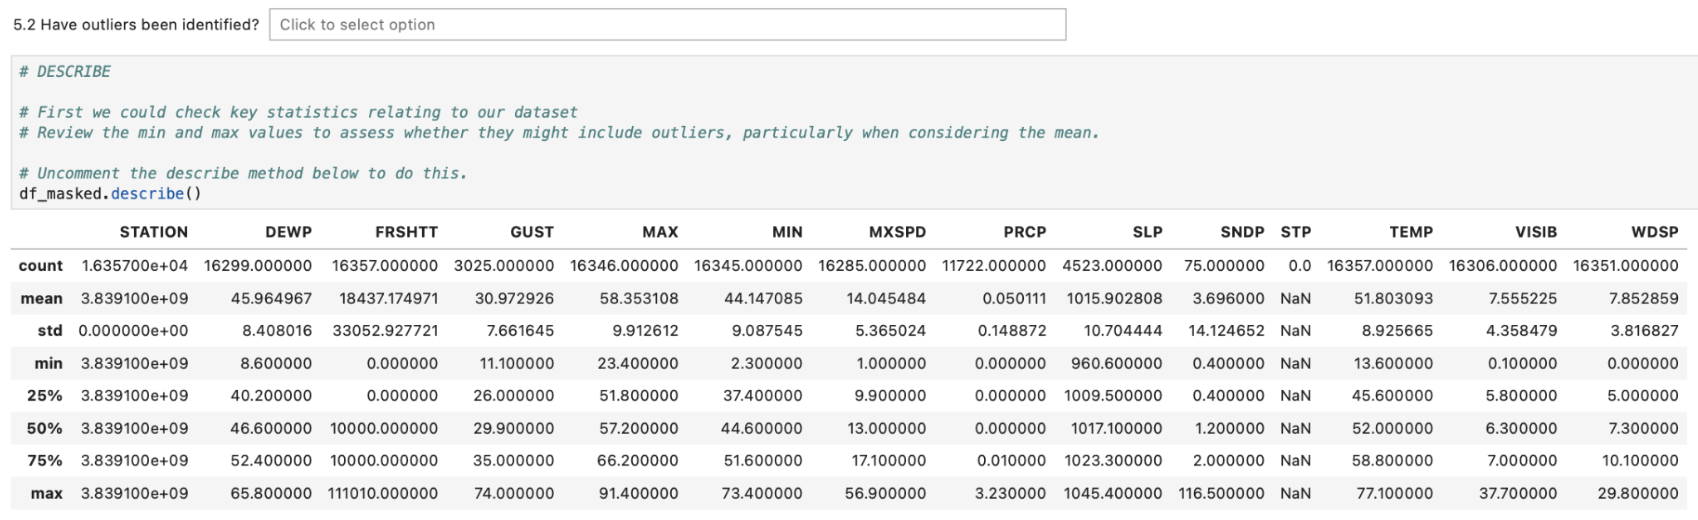 5.2 Have outliers been identified? Click to select option
# DESCRIBE
# First we could check key statistics relating to our dataset
# Review the min and max values to assess whether they might include outliers, particularly when considering the mean.
# Uncomment the describe method below to do this.
df_masked.describe()
STATION DEWP FRSHTT GUST MAX MIN MXSPD PRCP SLP SNDP STP TEMP VISIB WDSP
count 1.635700e+04 16299.000000 16357.000000 3025.000000 16346.000000 16345.000000 16285.000000 11722.000000 4523.000000 75.000000 0.0 16357.000000 16306.000000 16351.000000
mean 3.839100e+09 45.964967 18437.174971 30.972926 58.353108 44.147085 14.045484 0.050111 1015.902808 3.696000 NaN 51.803093 7.555225 7.852859
std 0.000000e+00 8.408016 33052.927721 7.661645 9.912612 9.087545 5.365024 0.148872 10.704444 14.124652 NaN 8.925665 4.358479 3.816827
min 3.839100e+09 8.600000 0.000000 11.100000 23.400000 2.300000 1.000000 0.000000 960.600000 0.400000 NaN 13.600000 0.100000 0.000000
25% 3.839100e+09 40.200000 0.000000 26.000000 51.800000 37.400000 9.900000 0.000000 1009.500000 0.400000 NaN 45.600000 5.800000 5.000000
50% 3.839100e+09 46.600000 10000.000000 29.900000 57.200000 44.600000 13.000000 0.000000 1017.100000 1.200000 NaN 52.000000 6.300000 7.300000
75% 3.839100e+09 52.400000 10000.000000 35.000000 66.200000 51.600000 17.100000 0.010000 1023.300000 2.000000 NaN 58.800000 7.000000 10.100000
max 3.839100e+09 65.800000 111010.000000 74.000000 91.400000 73.400000 56.900000 3.230000 1045.400000 116.500000 NaN 77.100000 37.700000 29.800000